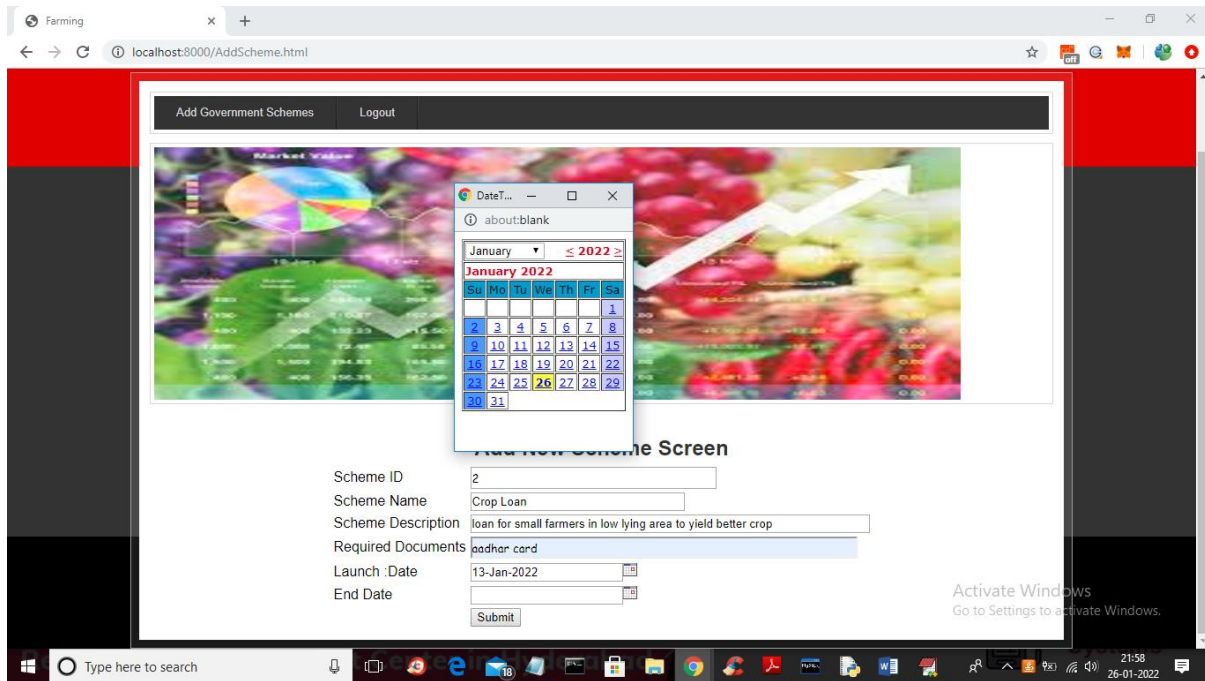 Farming
localhost:8000/AddScheme.html
off
Add Government Schemes Logout
Market Value
DateT...
about:blank
January < 2022 >
January 2022
Su Mo Tu We Th Fr Sa
1
2 3 4 5 6 7 8
9 10 11 12 13 14 15
16 17 18 19 20 21 22
23 24 25 26 27 28 29
30 31
Screen
Scheme ID 2
Scheme Name Crop Loan
Scheme Description loan for small farmers in low lying area to yield better crop
Required Documents aadhar card
Launch :Date 13-Jan-2022
End Date
Submit
Activate Windows
Go to Settings to activate Windows.
Type here to search
18
21:58
26-01-2022